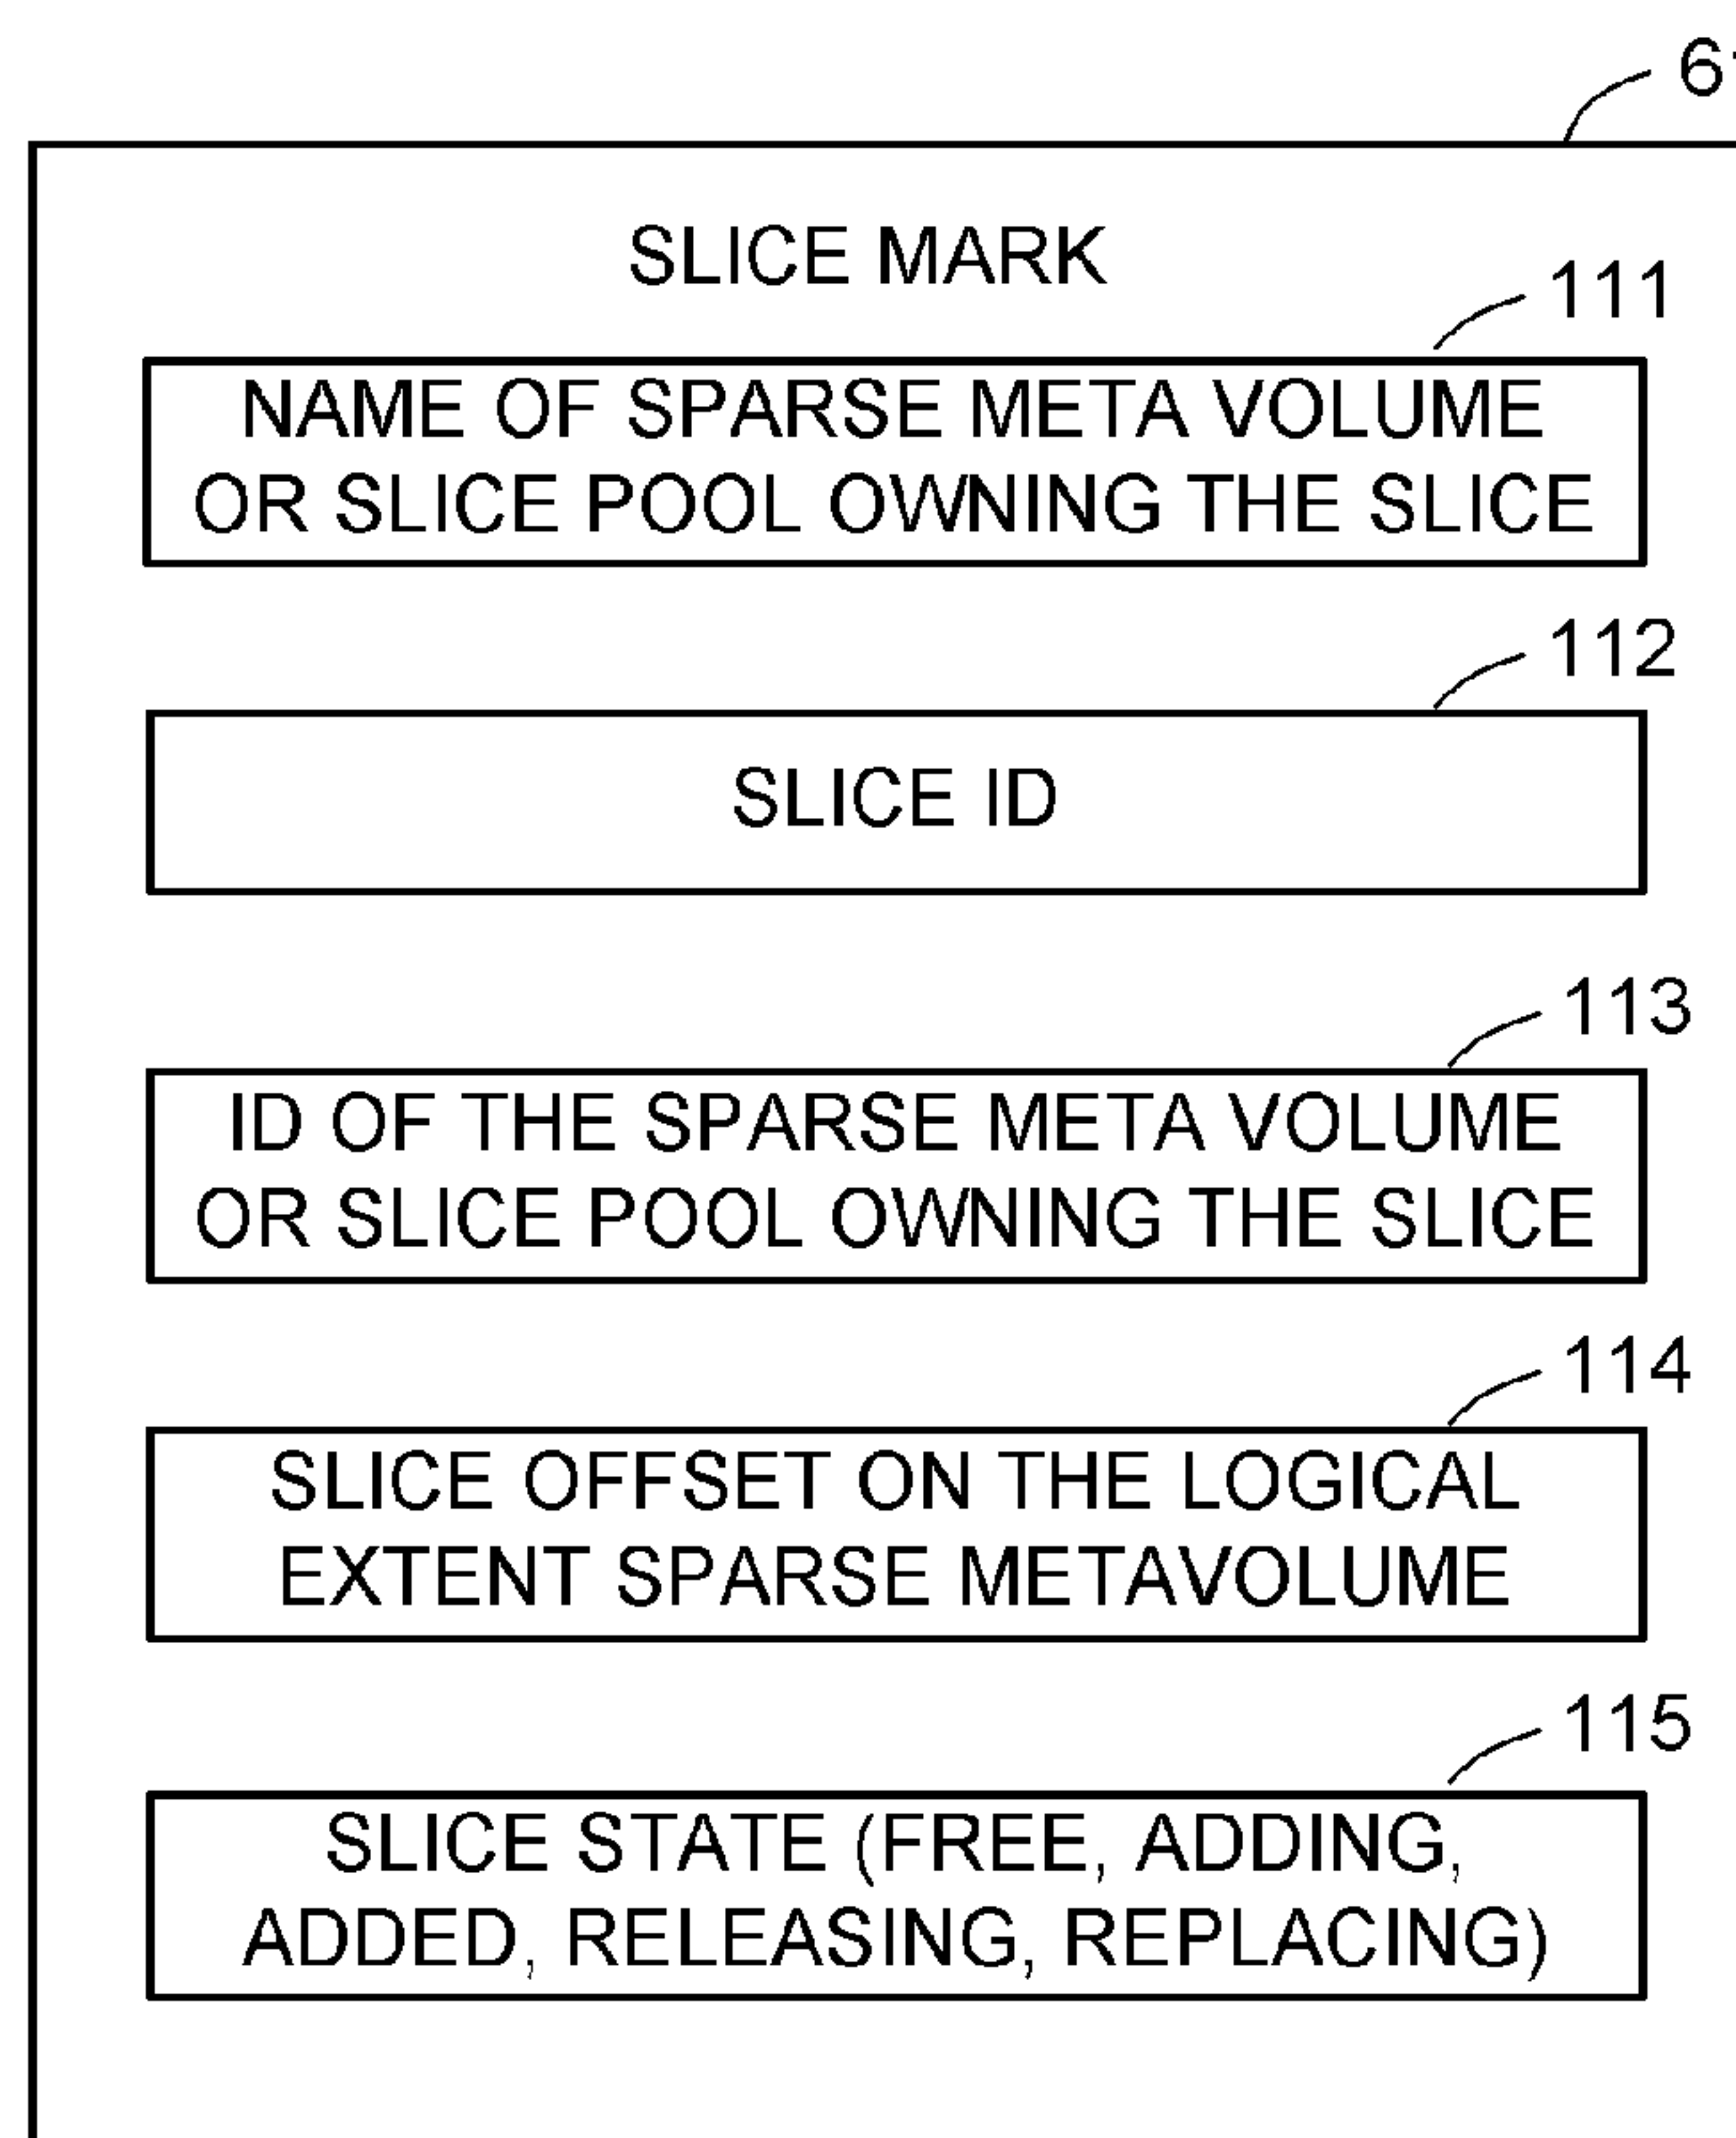 SLICE MARK
111
NAME OF SPARSE META VOLUME
OR SLICE POOL OWNING THE SLICE
112
SLICE ID
113
ID OF THE SPARSE META VOLUME
OR SLICE POOL OWNING THE SLICE
114
SLICE OFFSET ON THE LOGICAL
EXTENT SPARSE METAVOLUME
115
SLICE STATE (FREE, ADDING,
ADDED, RELEASING, REPLACING)